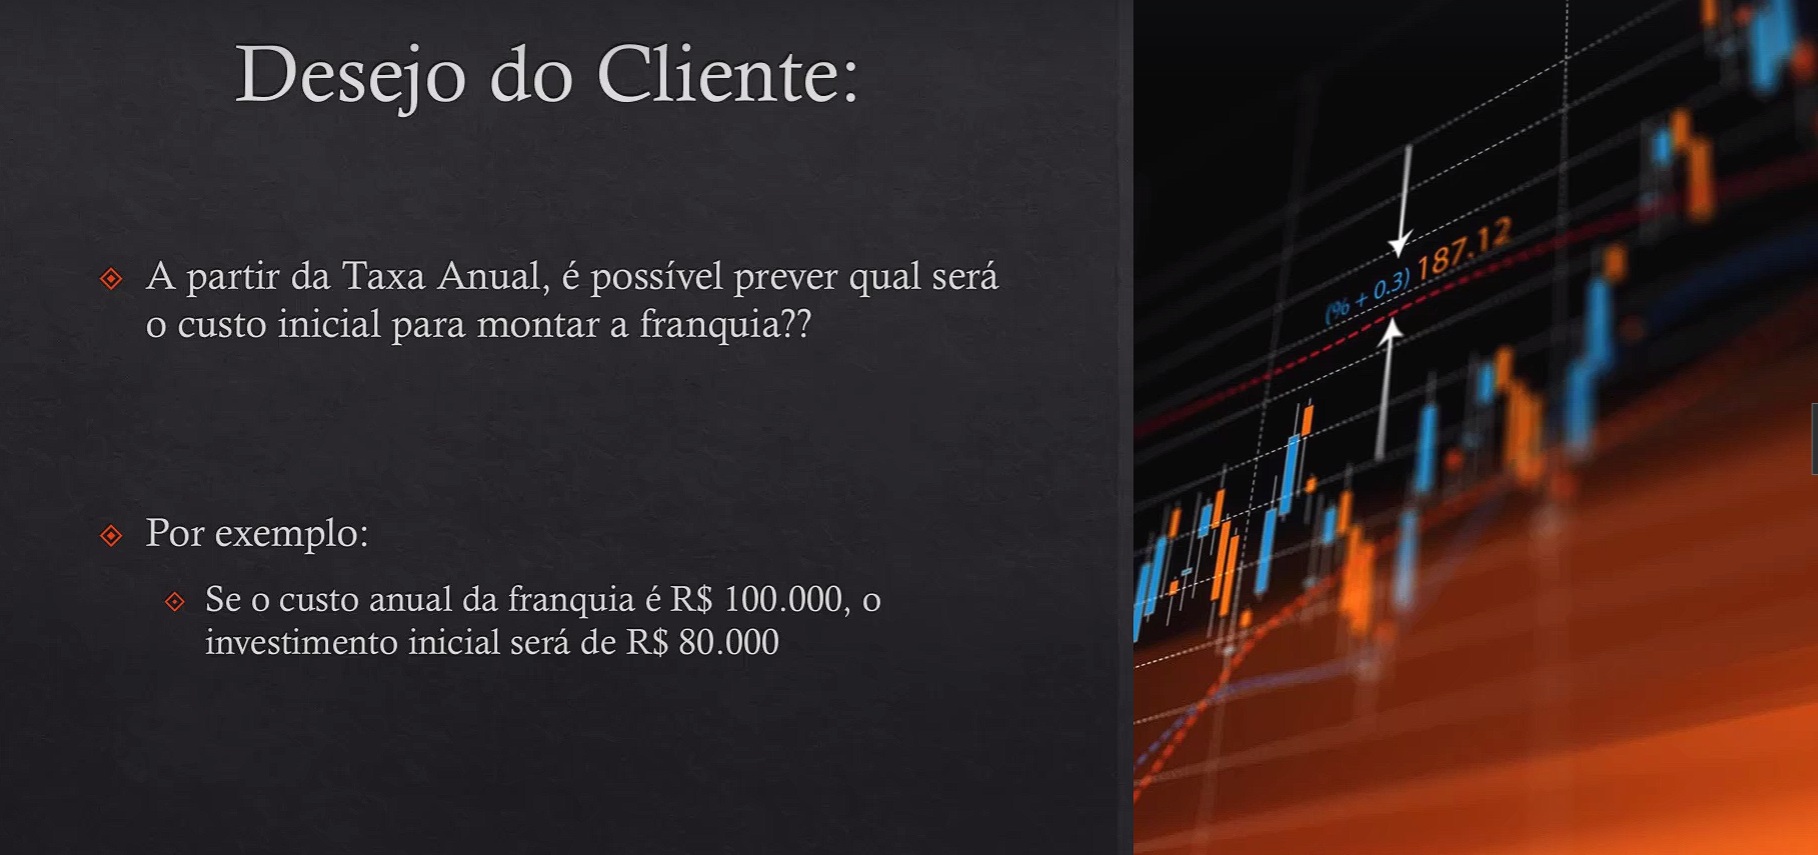 Desejo do Cliente:
A partir da Taxa Anual, é possível prever qual será
o custo inicial para montar a franquia??
Por exemplo:
Se o custo anual da franquia é R$ 100.000, o
investimento inicial será de R$ 80.000
(% + 0.3) 187.12